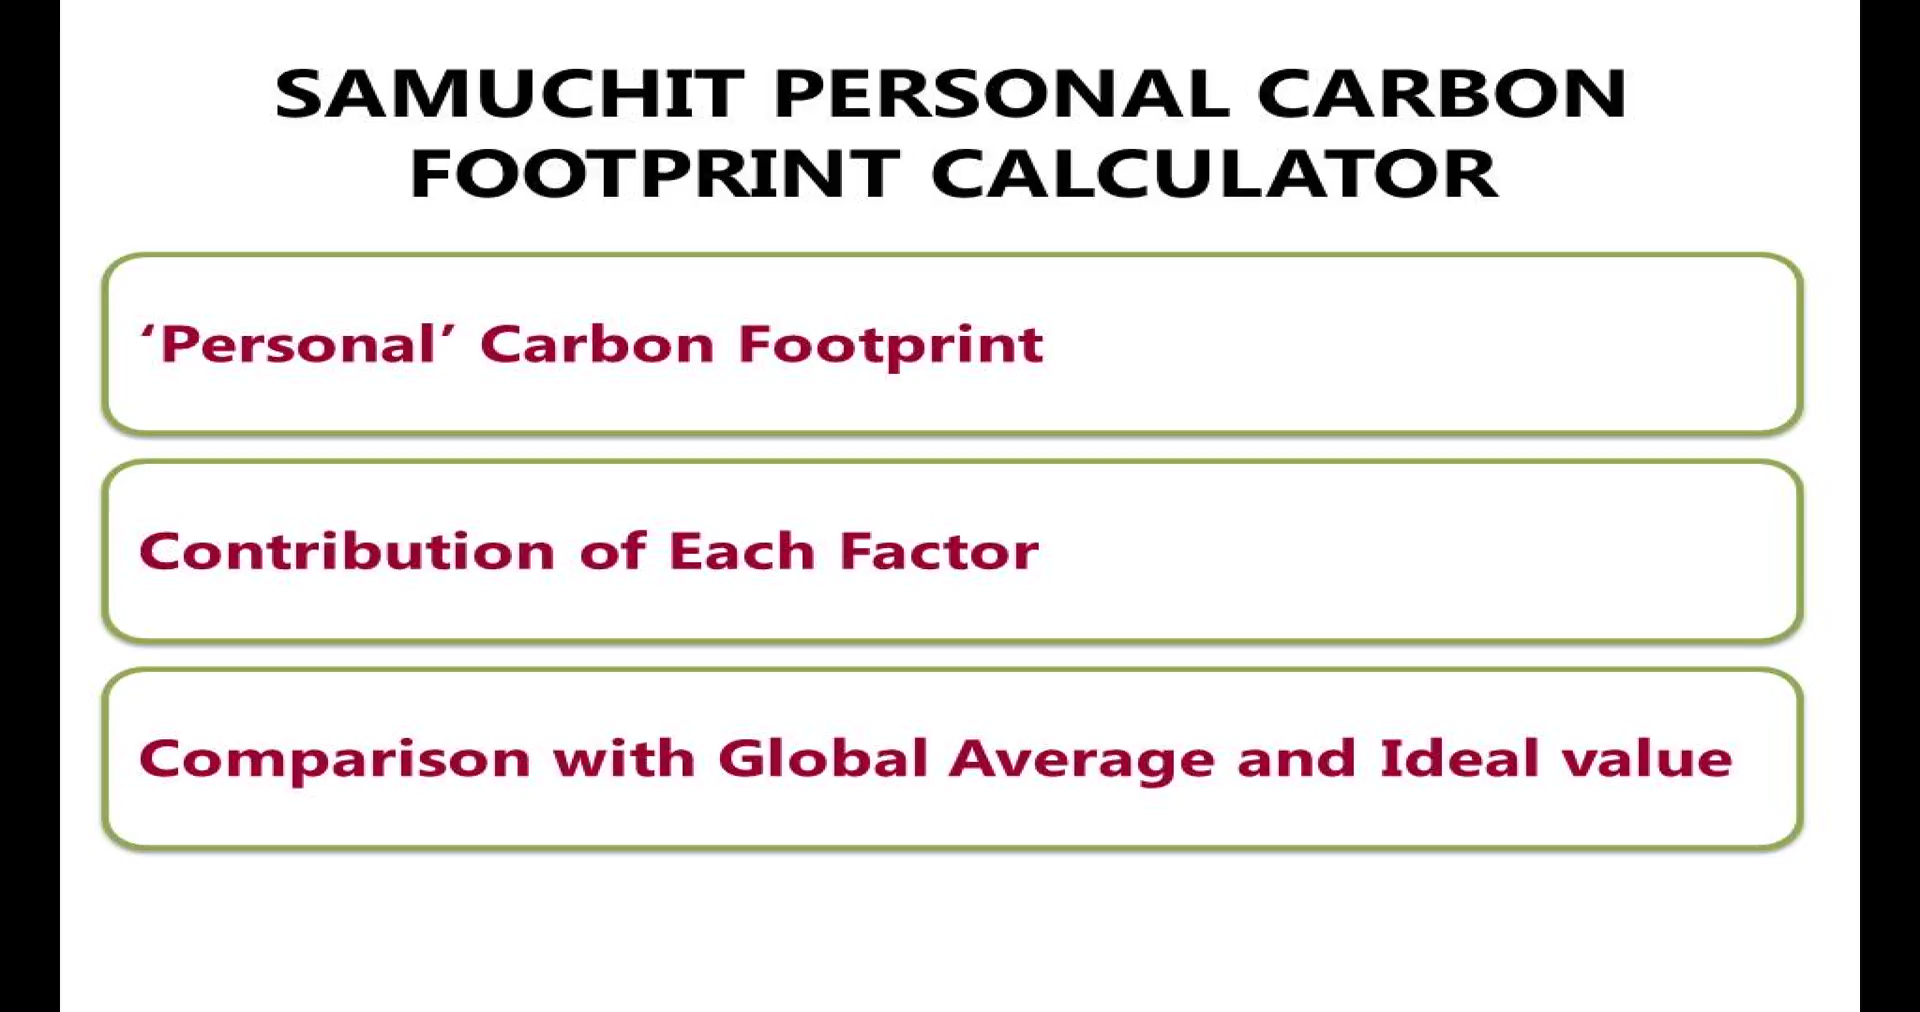 SAMUCHIT PERSONAL CARBON
FOOTPRINT CALCULATOR
‘Personal’ Carbon Footprint
Contribution of Each Factor
Comparison with Global Average and Ideal value